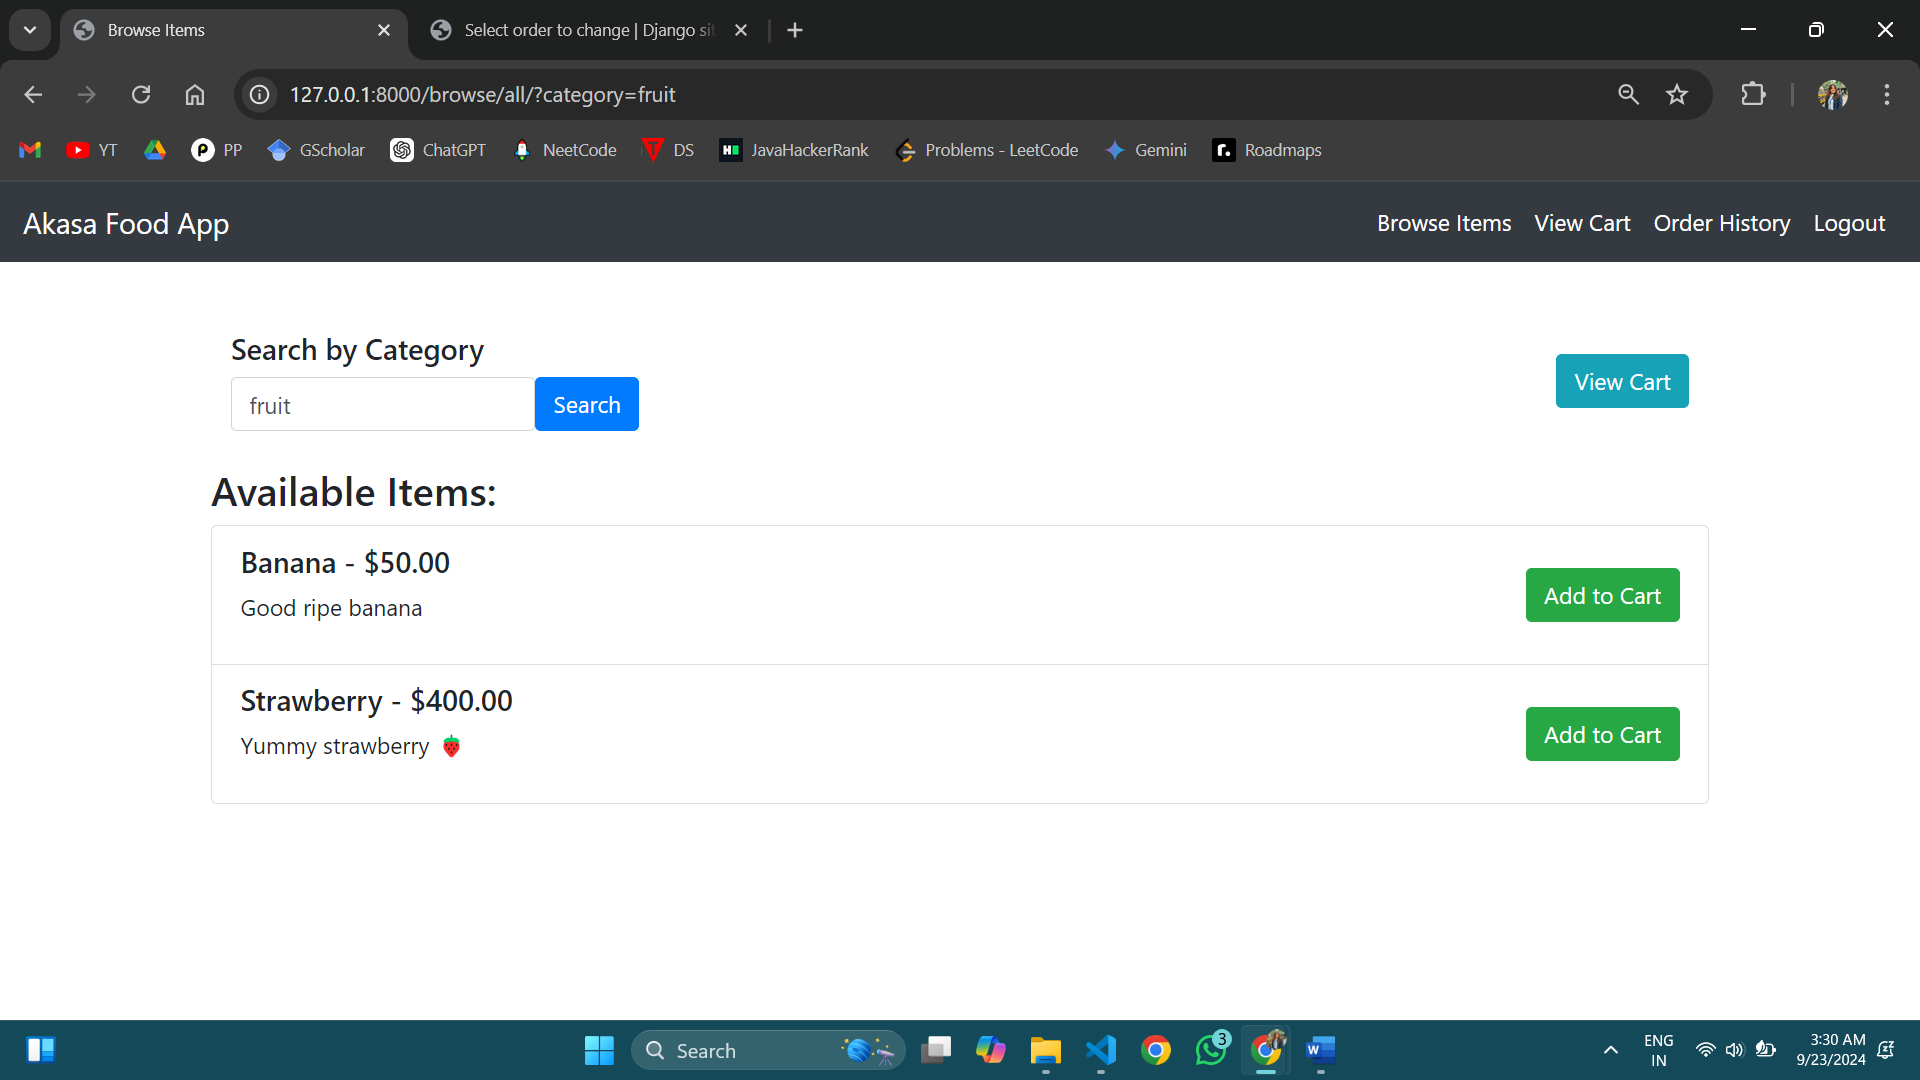 Browse Items
Select order to change | Django si
127.0.0.1:8000/browse/all/?category=fruit
YT PP GScholar ChatGPT NeetCode DS JavaHackerRank Problems - LeetCode Gemini Roadmaps
Akasa Food App
Browse Items View Cart Order History Logout
Search by Category
fruit
Search
View Cart
Available Items:
Banana - $50.00
Good ripe banana
Add to Cart
Strawberry - $400.00
Yummy strawberry 🍓
Add to Cart
Search
3
ENG
IN
3:30 AM
9/23/2024